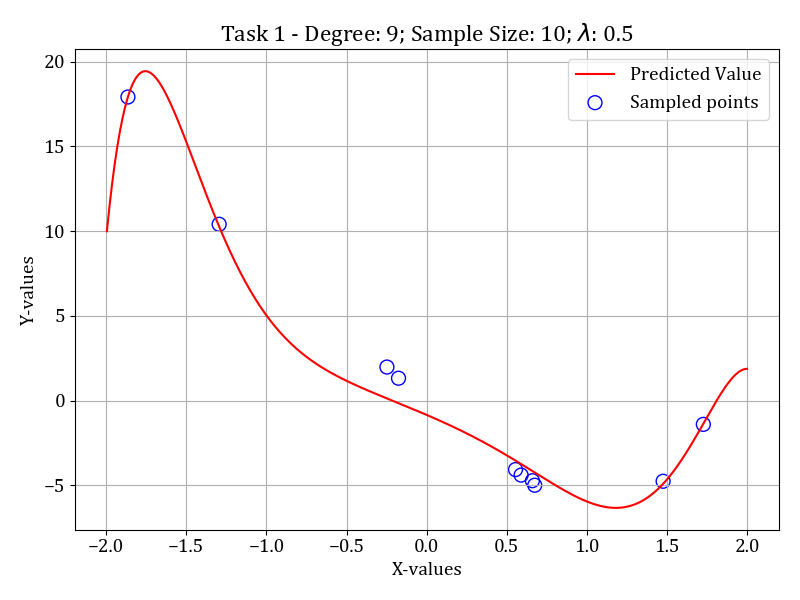 Task 1 - Degree: 9; Sample Size: 10; λ: 0.5
Predicted Value
Sampled points
Y-values
20
15
10
5
0
−5
−2.0 −1.5 −1.0 −0.5 0.0 0.5 1.0 1.5 2.0
X-values